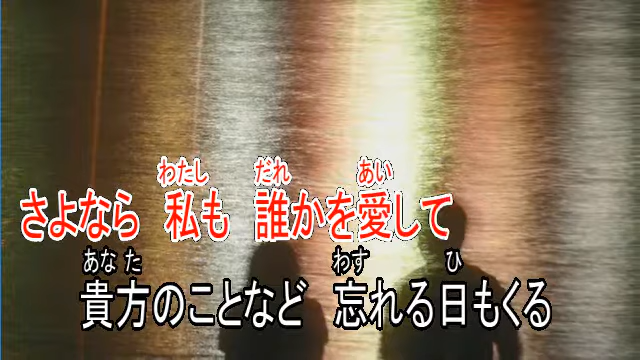 わたし だれ あい
さよなら 私も 誰かを愛して
あなた わす ひ
貴方のことなど 忘れる日もくる